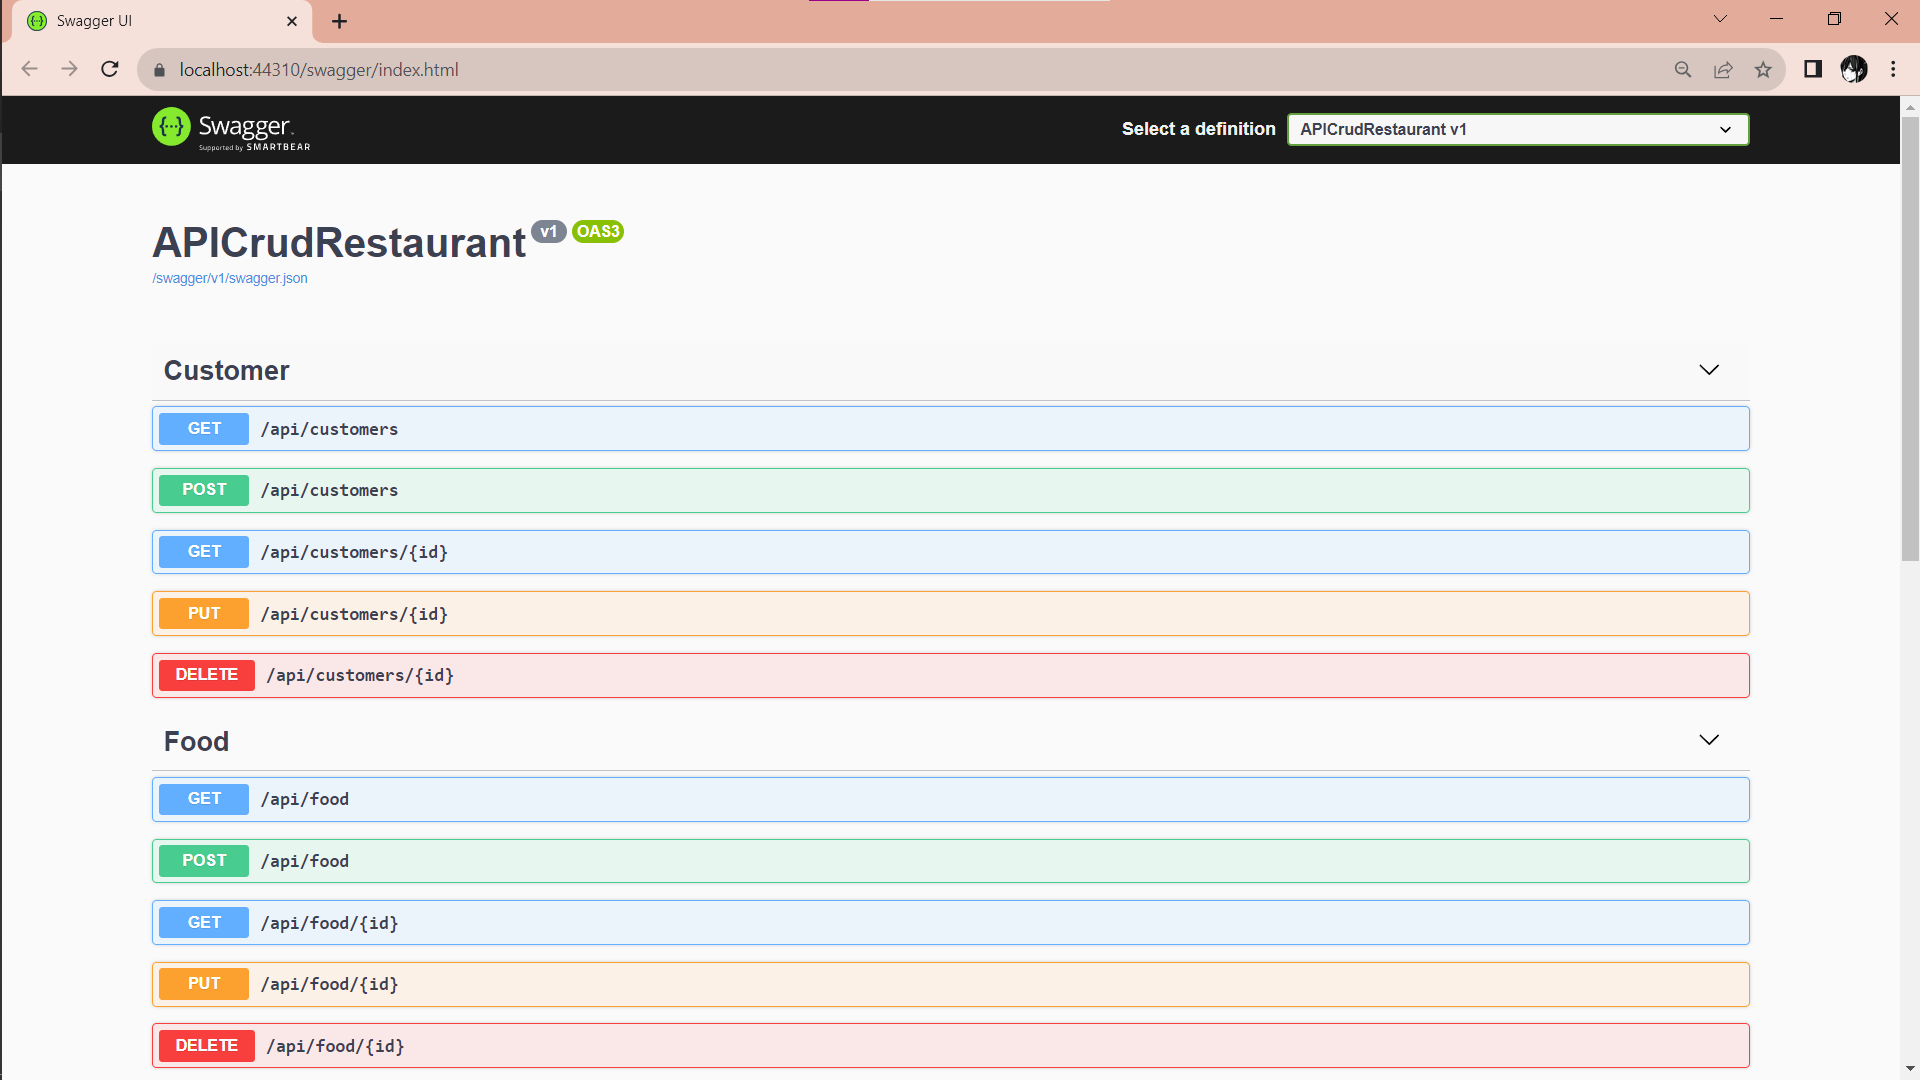 Swagger UI
localhost:44310/swagger/index.html
Swagger.
Supported by SMARTBEAR
Select a definition
APICrudRestaurant v1
APICrudRestaurant v1 OAS3
/swagger/v1/swagger.json
Customer
GET /api/customers
POST /api/customers
GET /api/customers/{id}
PUT /api/customers/{id}
DELETE /api/customers/{id}
Food
GET /api/food
POST /api/food
GET /api/food/{id}
PUT /api/food/{id}
DELETE /api/food/{id}